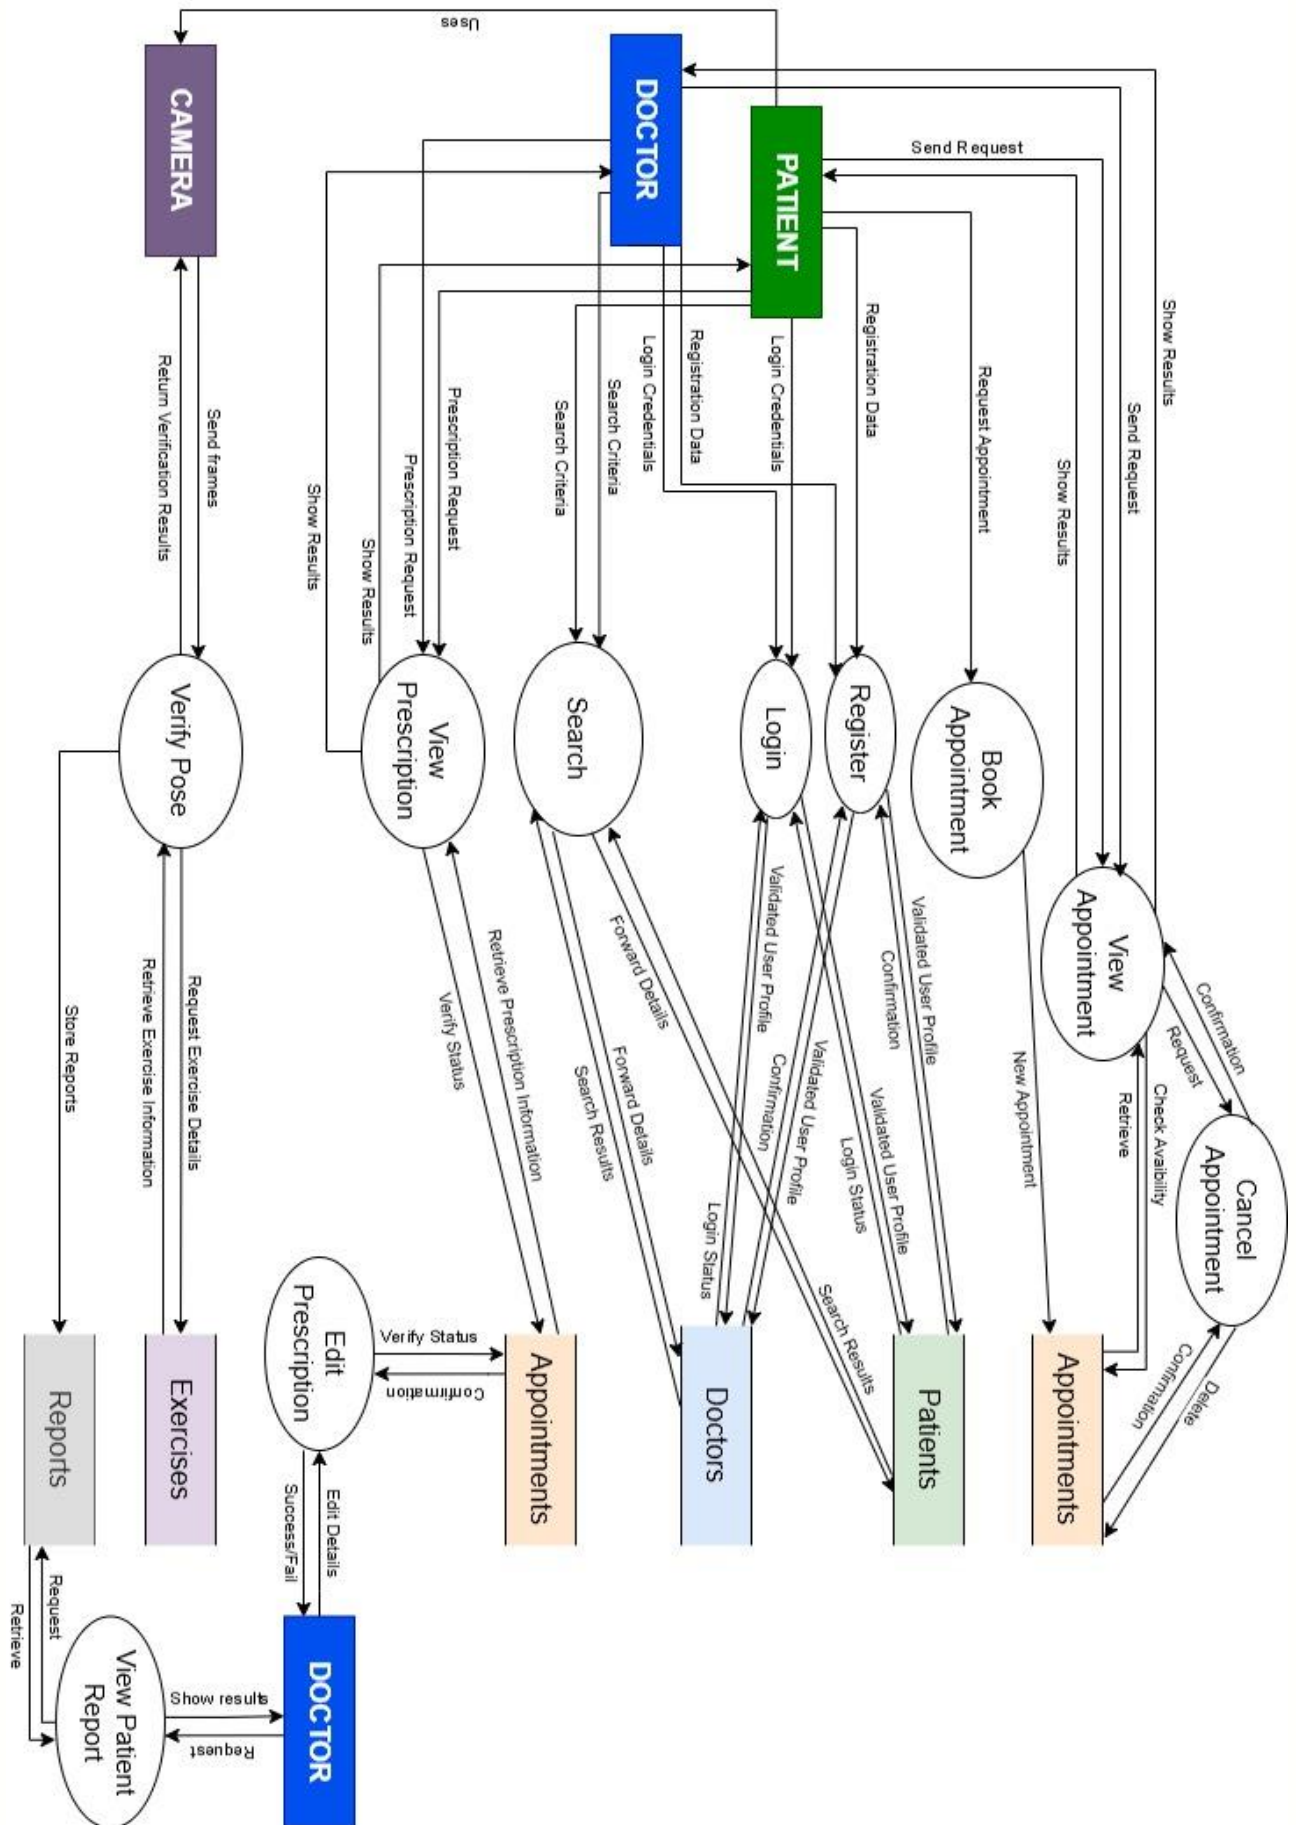 Uses
CAMERA
DOCTOR
PATIENT
Send Request
Show Results
Send Request
Show Results
Request Appointment
Registration Data
Login Credentials
Registration Data
Login Credentials
Search Criteria
Search Criteria
Prescription Request
Prescription Request
Show Results
Show Results
Send frames
Return Verification Results
Verify Pose
View
Prescription
Search
Login
Register
Book
Appointment
View
Appointment
Cancel
Appointment
Confirmation
Request
Check Avaibility
Retrieve
Confirmation
Delete
New Appointment
Validated User Profile
Confirmation
Validated User Profile
Login Status
Validated User Profile
Confirmation
Validated User Profile
Login Status
Forward Details
Search Results
Forward Details
Search Results
Retrieve Prescription Information
Verify Status
Request Exercise Details
Retrieve Exercise Information
Store Reports
Appointments
Patients
Doctors
Appointments
Exercises
Reports
Edit
Prescription
Verify Status
Confirmation
Edit Details
Success/Fail
DOCTOR
Show results
Request
View Patient
Report
Request
Retrieve